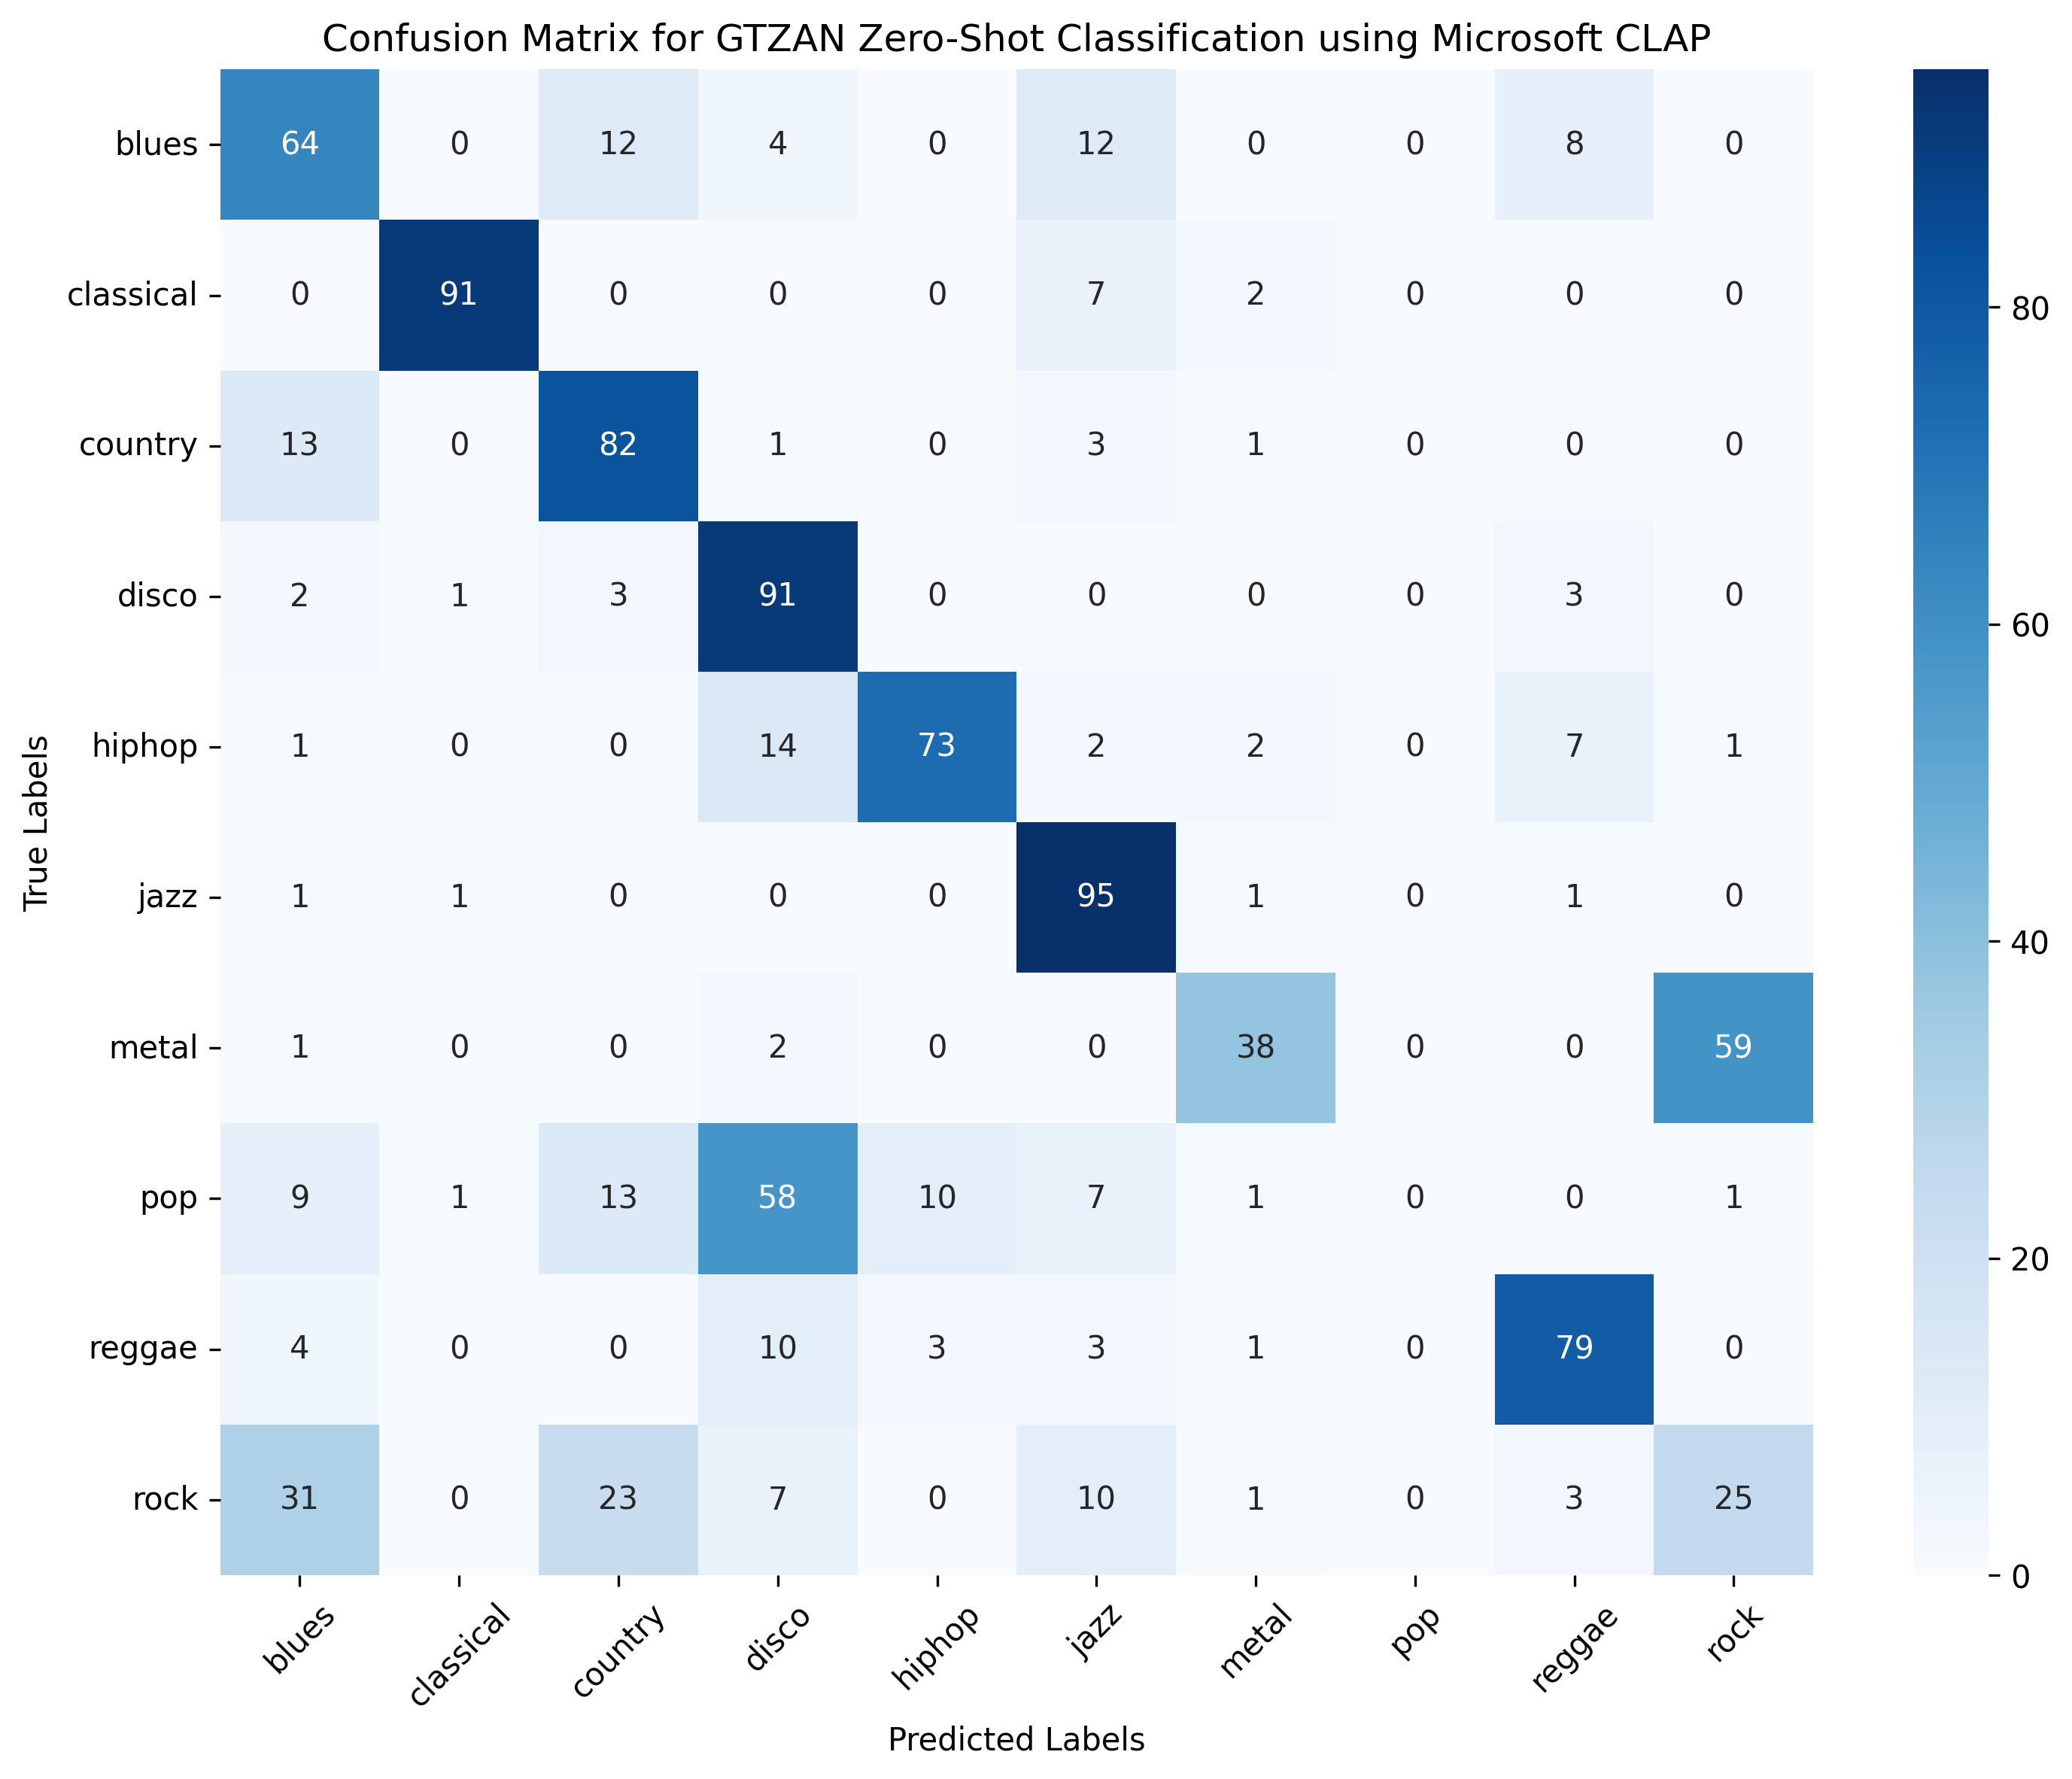 Confusion Matrix for GTZAN Zero-Shot Classification using Microsoft CLAP
blues 64 0 12 4 0 12 0 0 8 0
classical 0 91 0 0 0 7 2 0 0 0
country 13 0 82 1 0 3 1 0 0 0
disco 2 1 3 91 0 0 0 0 3 0
hiphop 1 0 0 14 73 2 2 0 7 1
jazz 1 1 0 0 0 95 1 0 1 0
metal 1 0 0 2 0 0 38 0 0 59
pop 9 1 13 58 10 7 1 0 0 1
reggae 4 0 0 10 3 3 1 0 79 0
rock 31 0 23 7 0 10 1 0 3 25
blues classical country disco hiphop jazz metal pop reggae rock
Predicted Labels
True Labels
80
60
40
20
0